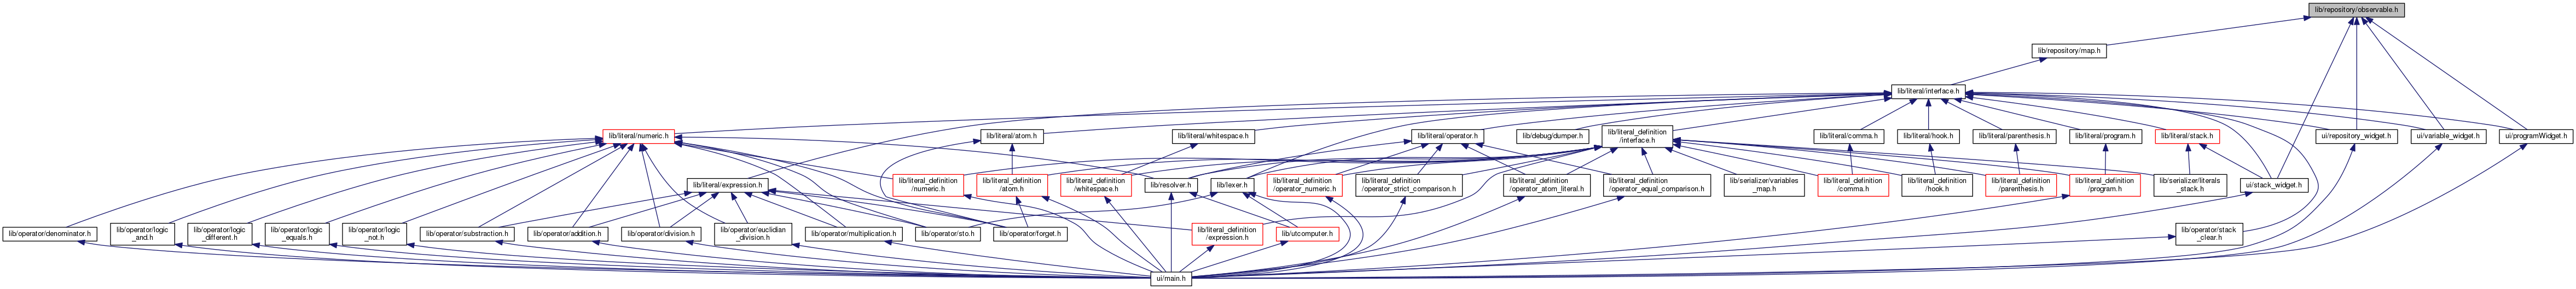 lib/repository/observable.h
lib/repository/map.h
lib/literal/interface.h
lib/literal/numeric.h
lib/literal/atom.h
lib/literal/whitespace.h
lib/literal/operator.h
lib/debug/dumper.h
lib/literal_definition
/interface.h
lib/literal/comma.h
lib/literal/hook.h
lib/literal/parenthesis.h
lib/literal/program.h
lib/literal/stack.h
ui/repository_widget.h
ui/variable_widget.h
ui/programWidget.h
lib/literal/expression.h
lib/literal_definition
/numeric.h
lib/literal_definition
/atom.h
lib/literal_definition
/whitespace.h
lib/resolver.h
lib/lexer.h
lib/literal_definition
/operator_numeric.h
lib/literal_definition
/operator_strict_comparison.h
lib/literal_definition
/operator_atom_literal.h
lib/literal_definition
/operator_equal_comparison.h
lib/serializer/variables
_map.h
lib/literal_definition
/comma.h
lib/literal_definition
/hook.h
lib/literal_definition
/parenthesis.h
lib/literal_definition
/program.h
lib/serializer/literals
_stack.h
ui/stack_widget.h
lib/operator/denominator.h
lib/operator/logic
_and.h
lib/operator/logic
_different.h
lib/operator/logic
_equals.h
lib/operator/logic
_not.h
lib/operator/substraction.h
lib/operator/addition.h
lib/operator/division.h
lib/operator/euclidian
_division.h
lib/operator/multiplication.h
lib/operator/sto.h
lib/operator/forget.h
lib/literal_definition
/expression.h
lib/utcomputer.h
lib/operator/stack
_clear.h
ui/main.h